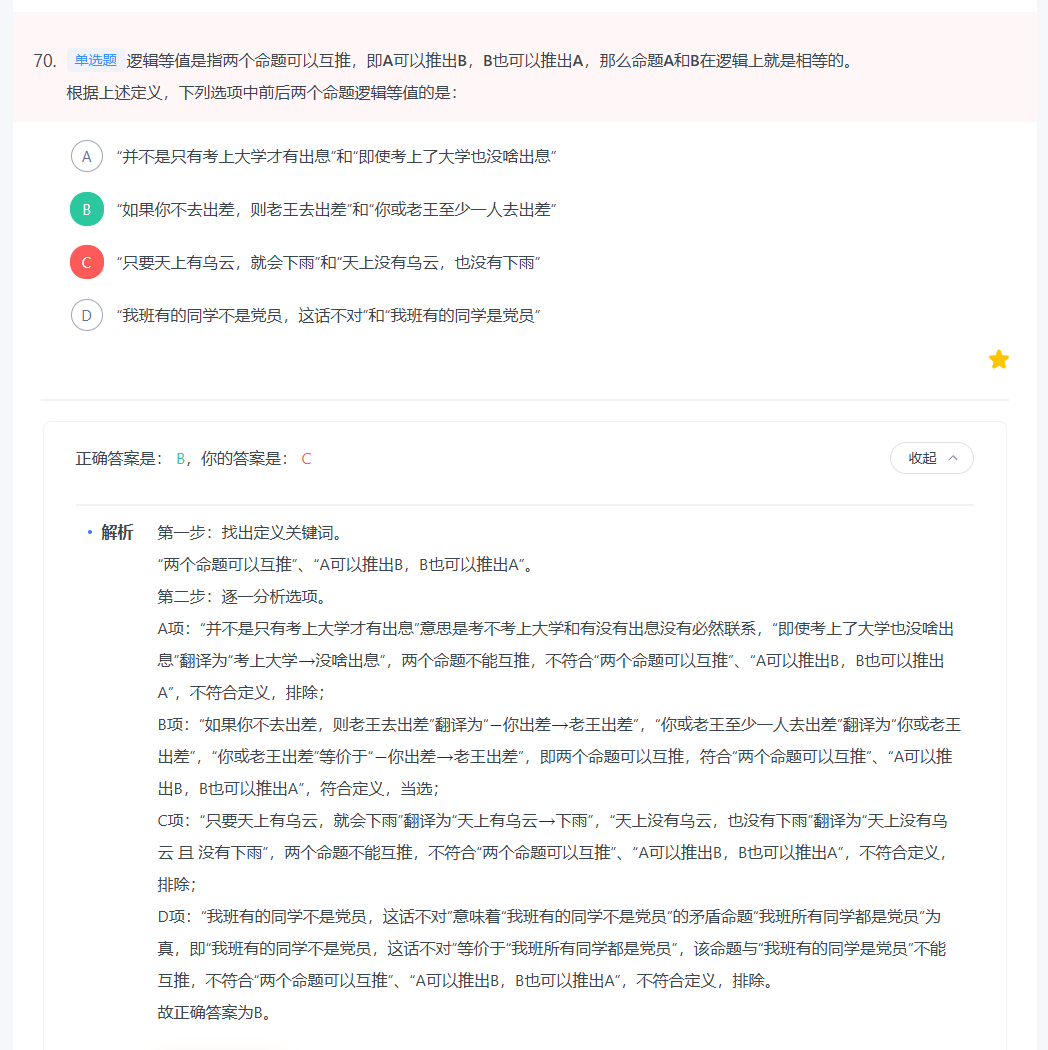 70. 单选题 逻辑等值是指两个命题可以互推，即A可以推出B，B也可以推出A，那么命题A和B在逻辑上就是相等的。
根据上述定义，下列选项中前后两个命题逻辑等值的是：
A “并不是只有考上大学才有出息”和“即使考上了大学也没啥出息”
B “如果你不去出差，则老王去出差”和“你或老王至少一人去出差”
C “只要天上有乌云，就会下雨”和“天上没有乌云，也没有下雨”
D “我班有的同学不是党员，这话不对”和“我班有的同学是党员”
正确答案是： B，你的答案是： C
收起
解析 第一步：找出定义关键词。
“两个命题可以互推”、“A可以推出B，B也可以推出A”。
第二步：逐一分析选项。
A项：“并不是只有考上大学才有出息”意思是考不考上大学和有没有出息没有必然联系，“即使考上了大学也没啥出
息”翻译为“考上大学→没啥出息”，两个命题不能互推，不符合“两个命题可以互推”、“A可以推出B，B也可以推出
A”，不符合定义，排除；
B项：“如果你不去出差，则老王去出差”翻译为“−你出差→老王出差”，“你或老王至少一人去出差”翻译为“你或老王
出差”，“你或老王出差”等价于“−你出差→老王出差”，即两个命题可以互推，符合“两个命题可以互推”、“A可以推
出B，B也可以推出A”，符合定义，当选；
C项：“只要天上有乌云，就会下雨”翻译为“天上有乌云→下雨”，“天上没有乌云，也没有下雨”翻译为“天上没有乌
云 且 没有下雨”，两个命题不能互推，不符合“两个命题可以互推”、“A可以推出B，B也可以推出A”，不符合定义，
排除；
D项：“我班有的同学不是党员，这话不对”意味着“我班有的同学不是党员”的矛盾命题“我班所有同学都是党员”为
真，即“我班有的同学不是党员，这话不对”等价于“我班所有同学都是党员”，该命题与“我班有的同学是党员”不能
互推，不符合“两个命题可以互推”、“A可以推出B，B也可以推出A”，不符合定义，排除。
故正确答案为B。